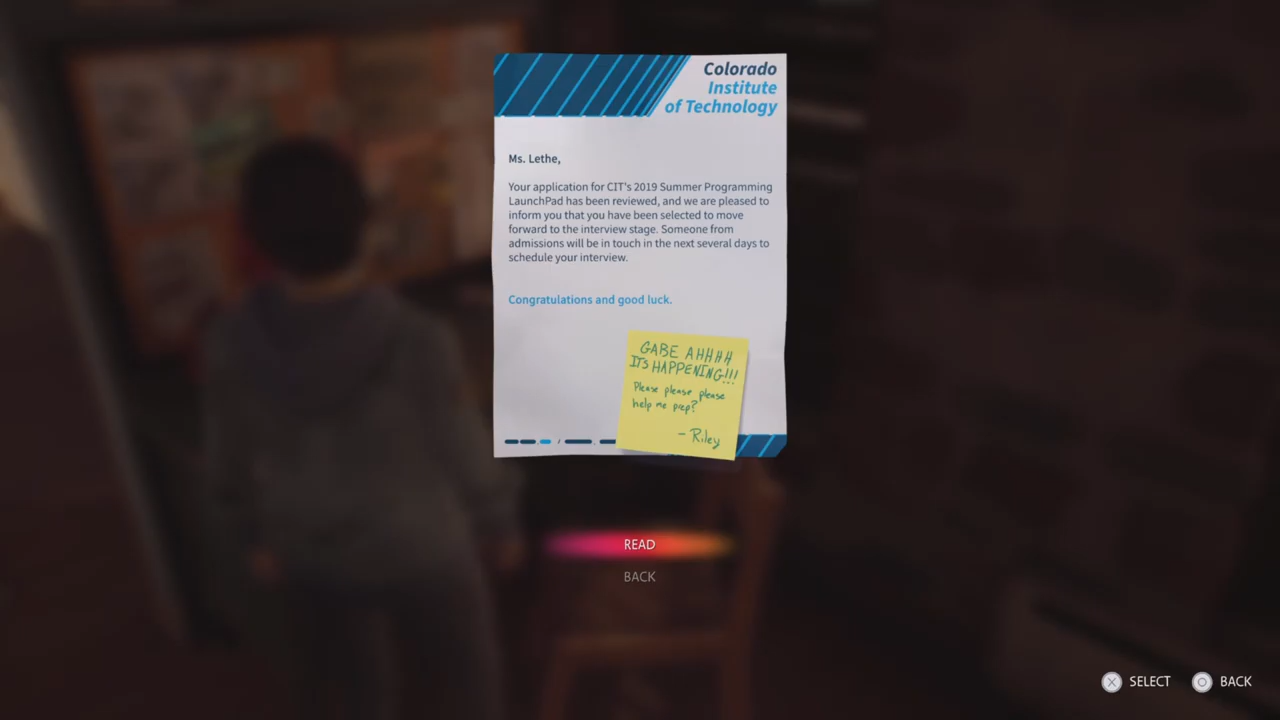 Colorado
Institute
of Technology
Ms. Lethe,
Your application for CIT's 2019 Summer Programming
LaunchPad has been reviewed, and we are pleased to
inform you that you have been selected to move
forward to the interview stage. Someone from
admissions will be in touch in the next several days to
schedule your interview.
Congratulations and good luck.
GABE AHHHH
ITS HAPPENING!!!
Please please please
help me prep?
- Riley
READ
BACK
SELECT
BACK